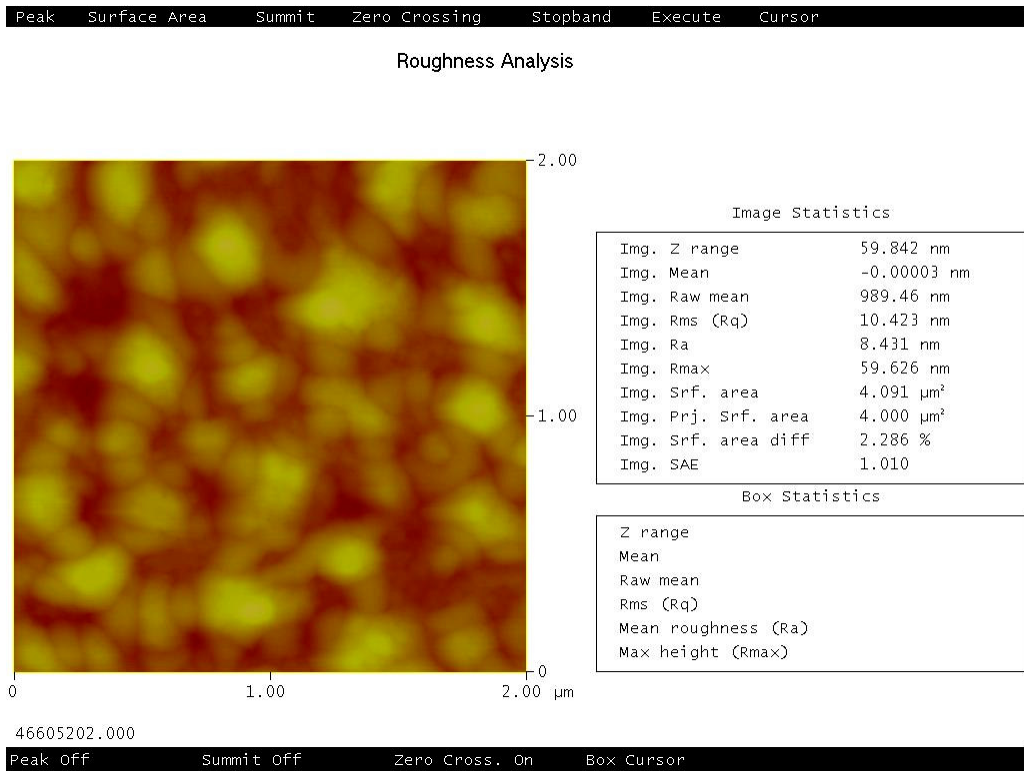 Peak Surface Area Summit Zero Crossing Stopband Execute Cursor
Roughness Analysis
2.00
1.00
0
0 1.00 2.00 µm
Image Statistics
Img. Z range 59.842 nm
Img. Mean -0.00003 nm
Img. Raw mean 989.46 nm
Img. Rms (Rq) 10.423 nm
Img. Ra 8.431 nm
Img. Rmax 59.626 nm
Img. Srf. area 4.091 µm²
Img. Prj. Srf. area 4.000 µm²
Img. Srf. area diff 2.286 %
Img. SAE 1.010
Box Statistics
Z range
Mean
Raw mean
Rms (Rq)
Mean roughness (Ra)
Max height (Rmax)
46605202.000
Peak Off Summit Off Zero Cross. On Box Cursor